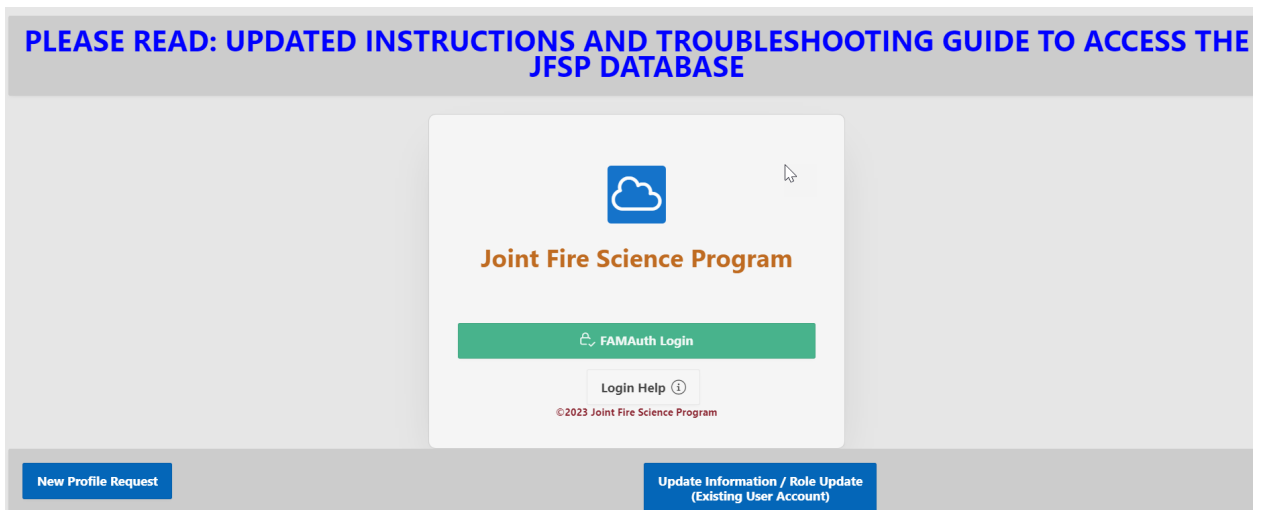 PLEASE READ: UPDATED INSTRUCTIONS AND TROUBLESHOOTING GUIDE TO ACCESS THE
JFSP DATABASE
Joint Fire Science Program
FAMAuth Login
Login Help
©2023 Joint Fire Science Program
New Profile Request
Update Information / Role Update
(Existing User Account)